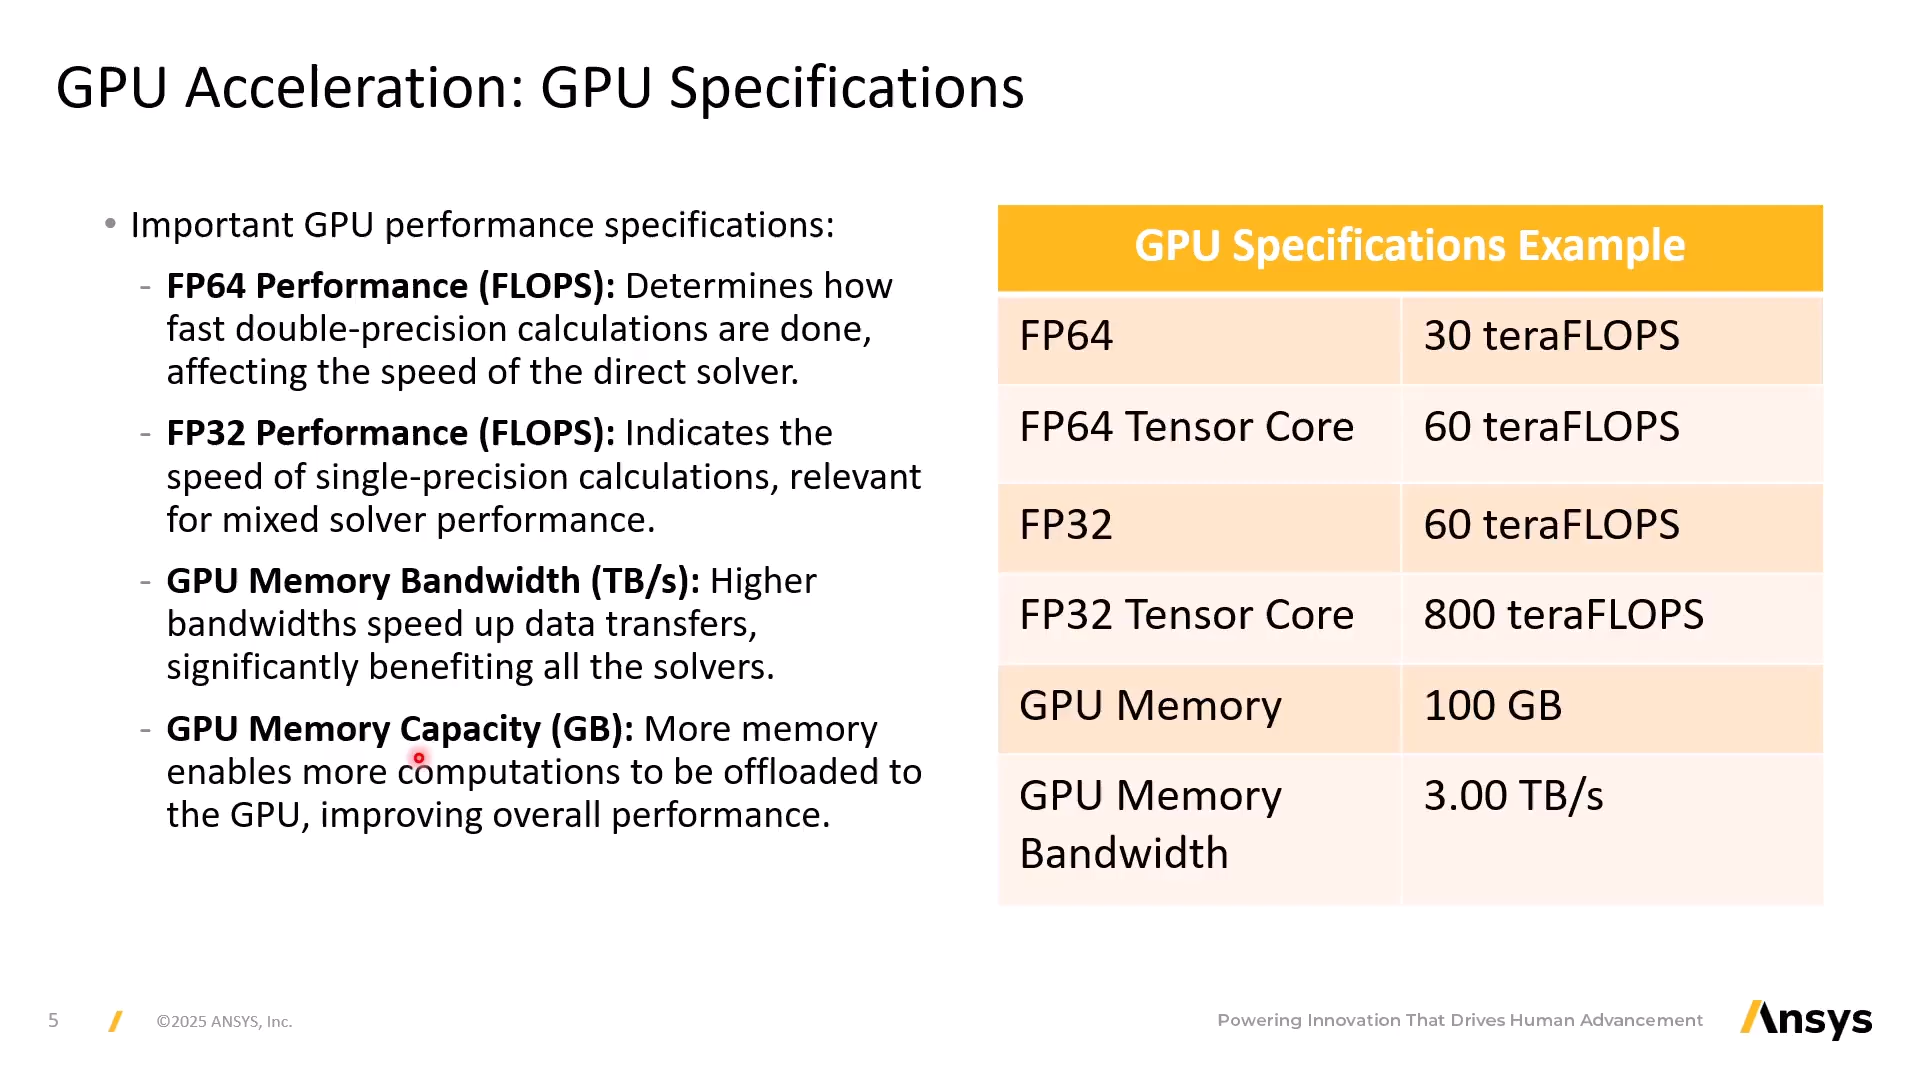 GPU Acceleration: GPU Specifications
• Important GPU performance specifications:
- FP64 Performance (FLOPS): Determines how
fast double-precision calculations are done,
affecting the speed of the direct solver.
- FP32 Performance (FLOPS): Indicates the
speed of single-precision calculations, relevant
for mixed solver performance.
- GPU Memory Bandwidth (TB/s): Higher
bandwidths speed up data transfers,
significantly benefiting all the solvers.
- GPU Memory Capacity (GB): More memory
enables more computations to be offloaded to
the GPU, improving overall performance.
GPU Specifications Example
FP64 30 teraFLOPS
FP64 Tensor Core 60 teraFLOPS
FP32 60 teraFLOPS
FP32 Tensor Core 800 teraFLOPS
GPU Memory 100 GB
GPU Memory 3.00 TB/s
Bandwidth
5 ©2025 ANSYS, Inc.
Powering Innovation That Drives Human Advancement
Ansys